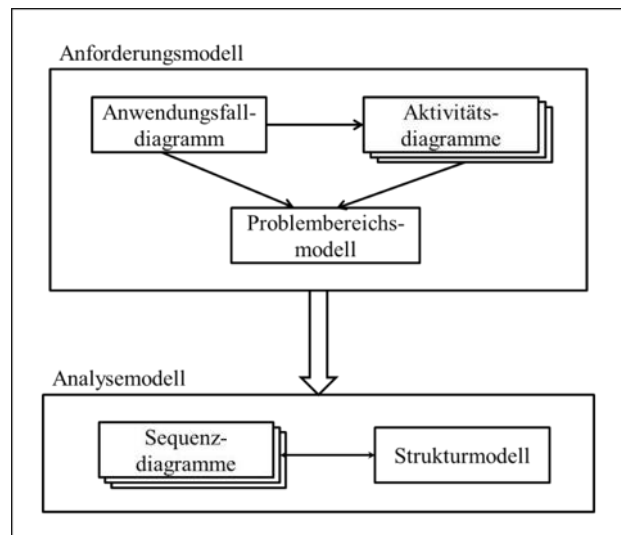 Anforderungsmodell
Anwendungsfall-
diagramm
Aktivitäts-
diagramme
Problembereichs-
modell
Analysemodell
Sequenz-
diagramme
Strukturmodell